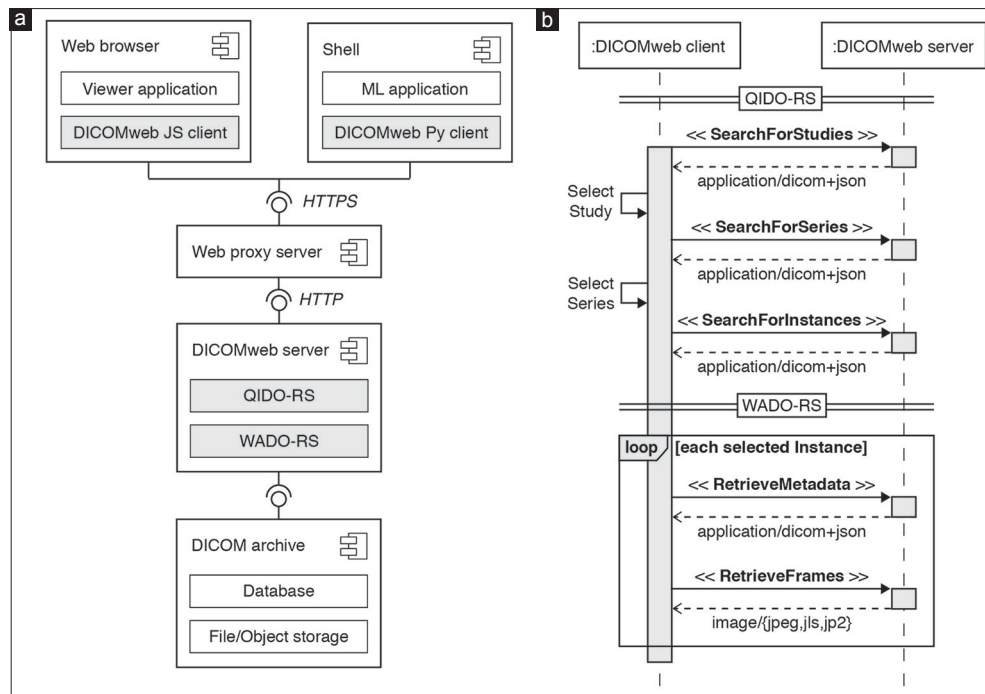 a
Web browser
Viewer application
DICOMweb JS client
Shell
ML application
DICOMweb Py client
HTTPS
Web proxy server
HTTP
DICOMweb server
QIDO-RS
WADO-RS
DICOM archive
Database
File/Object storage
b
:DICOMweb client
:DICOMweb server
QIDO-RS
<< SearchForStudies >>
application/dicom+json
Select
Study
<< SearchForSeries >>
application/dicom+json
Select
Series
<< SearchForInstances >>
application/dicom+json
WADO-RS
loop [each selected Instance]
<< RetrieveMetadata >>
application/dicom+json
<< RetrieveFrames >>
image/{jpeg,jls,jp2}